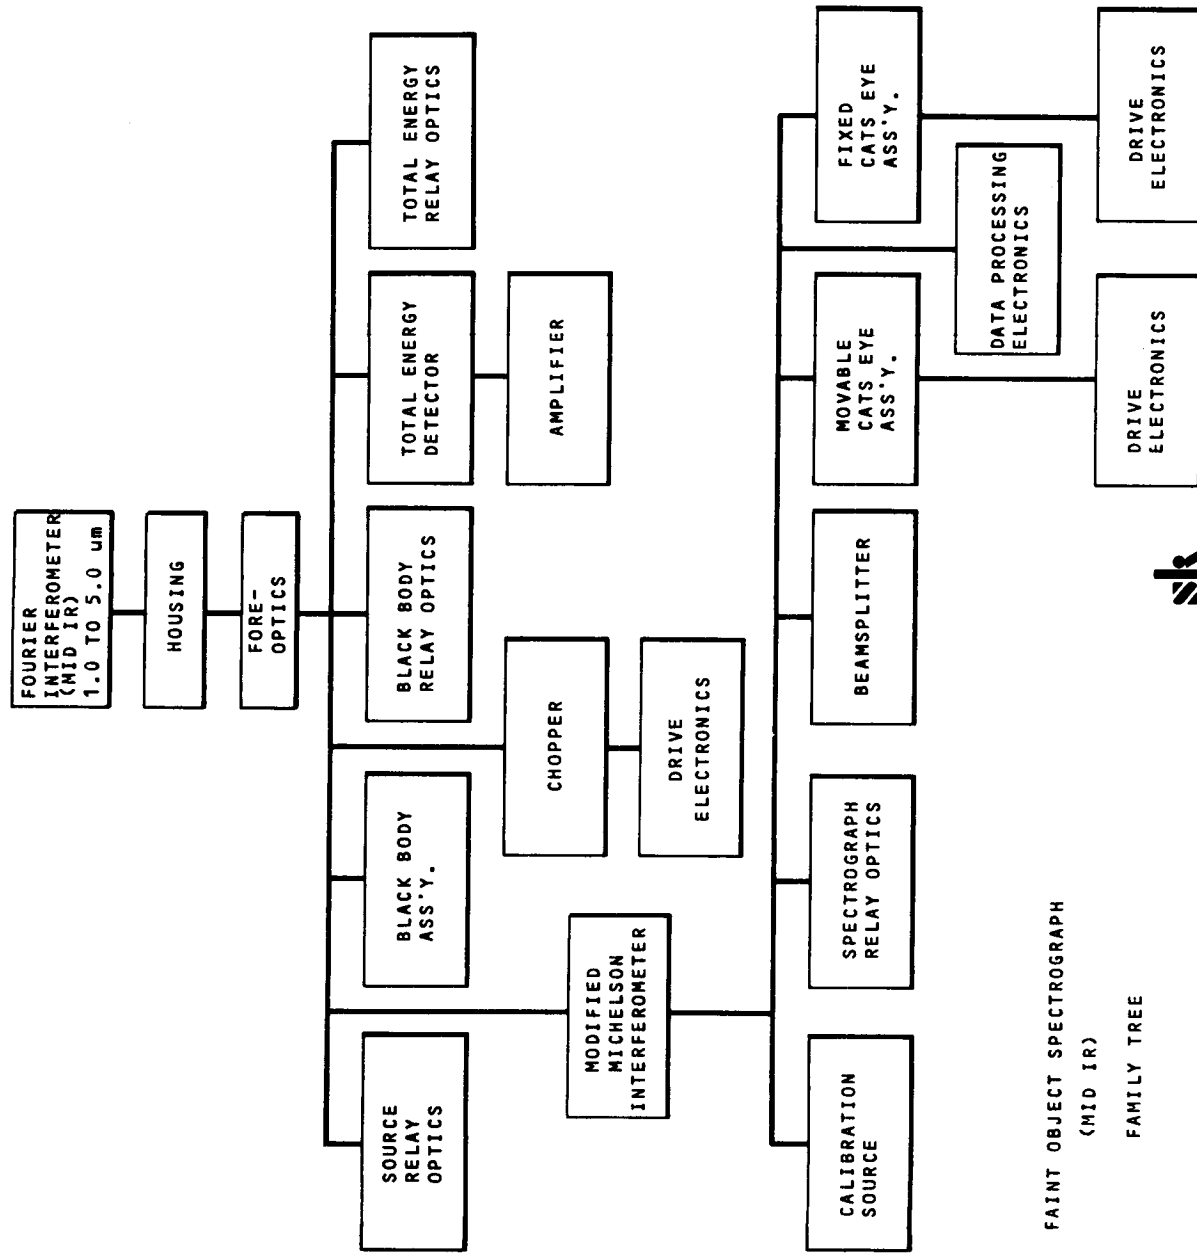 FOURIER
INTERFEROMETER
(MID IR)
1.0 TO 5.0 um
HOUSING
FORE-
OPTICS
SOURCE
RELAY
OPTICS
BLACK BODY
ASS'Y.
BLACK BODY
RELAY OPTICS
TOTAL ENERGY
DETECTOR
TOTAL ENERGY
RELAY OPTICS
MODIFIED
MICHELSON
INTERFEROMETER
CHOPPER
AMPLIFIER
DRIVE
ELECTRONICS
CALIBRATION
SOURCE
SPECTROGRAPH
RELAY OPTICS
BEAMSPLITTER
MOVABLE
CATS EYE
ASS'Y.
FIXED
CATS EYE
ASS'Y.
DATA PROCESSING
ELECTRONICS
DRIVE
ELECTRONICS
DRIVE
ELECTRONICS
FAINT OBJECT SPECTROGRAPH
(MID IR)
FAMILY TREE